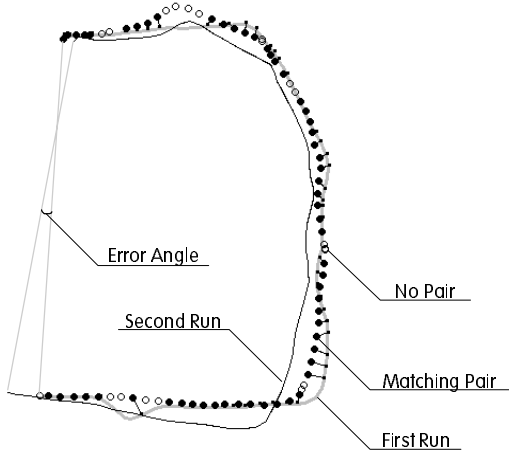 Error Angle
No Pair
Second Run
Matching Pair
First Run